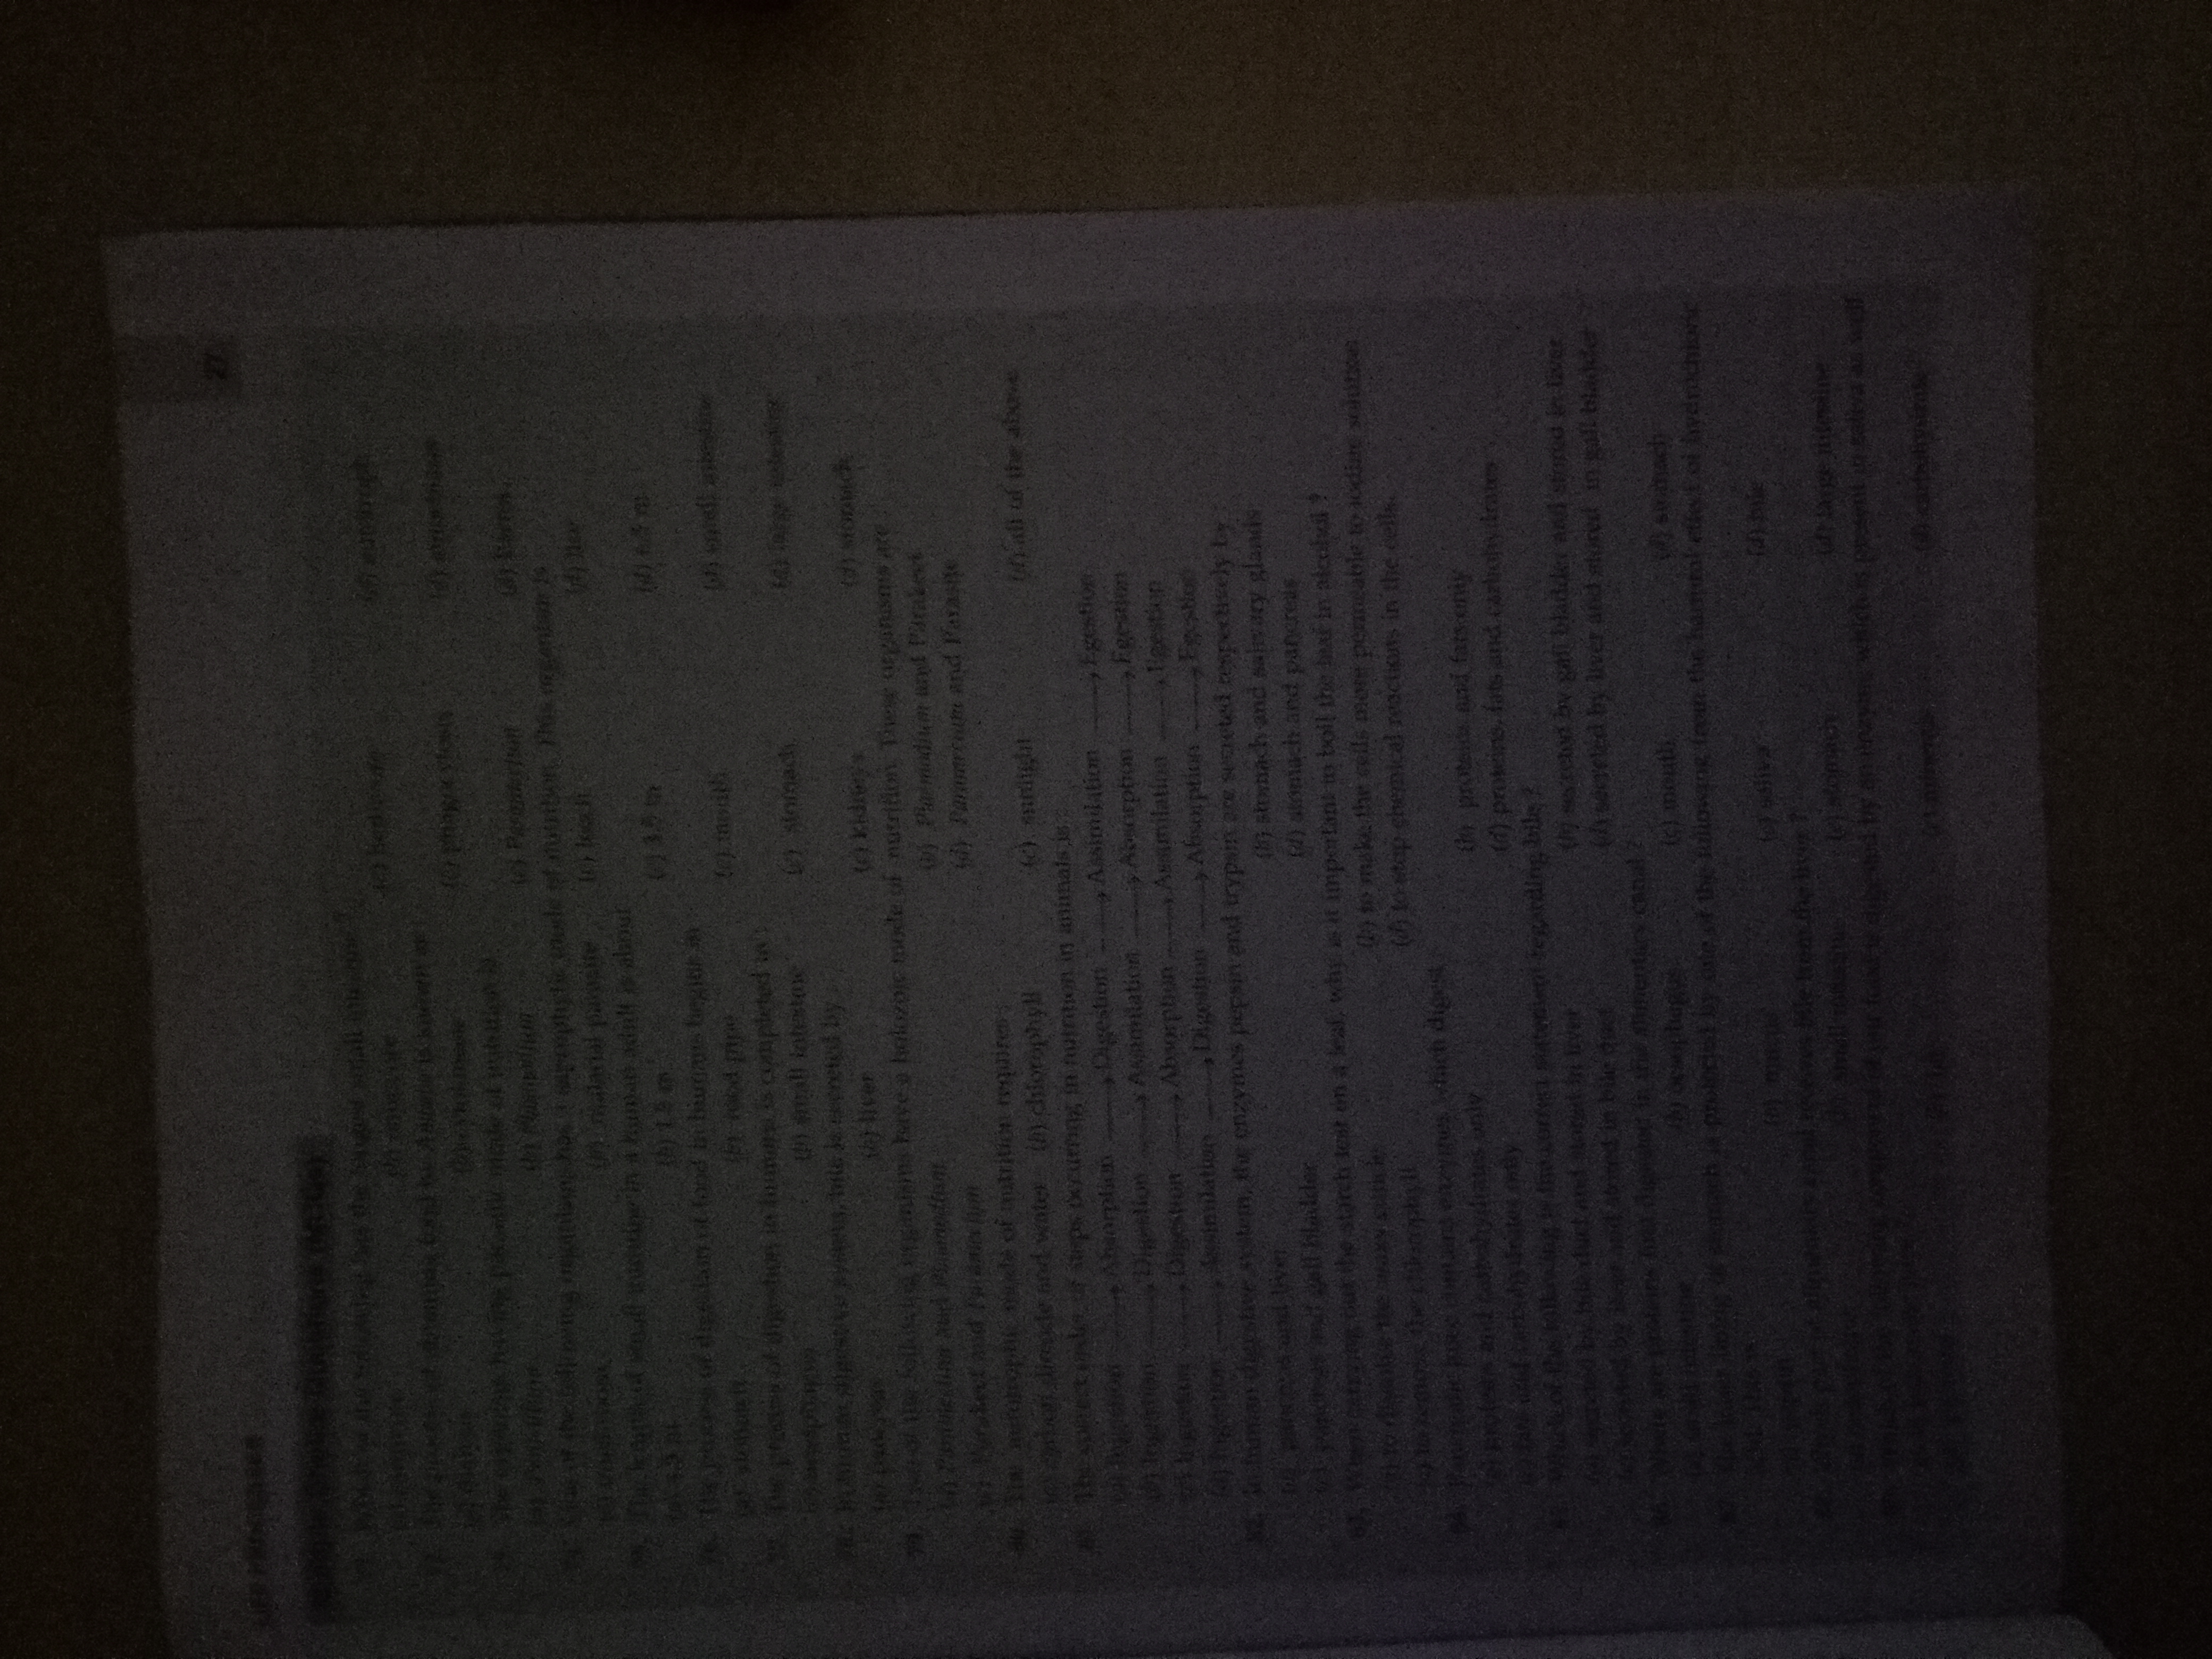 27
LIFE PROCESSES
Multiple Choice Questions (MCQs)
Which of the following has the longest small intestine ?
(b) omnivore (c) herbivore (d) autotroph
72. The process of obtaining food by Amoeba is known as :
(a) dialysis (b) cytokinesis (c) phagocytosis (d) amoebiasis
The organism having parasitic mode of nutrition is :
(a) Penicillium (b) Plasmodium (c) Paramecium (d) Parrot
One of the following organisms has a saprophytic mode of nutrition. This organism is
(b) malarial parasite (c) leech (d) lice
75. The length of small intestine in a human adult is about
(a) 4.5 m (b) 1.5 m (c) 3.5 m (d) 6.5 m
76. The process of digestion of food in humans begins in :
(a) stomach (b) food pipe (c) mouth (d) small intestine
77. The process of digestion in humans is completed in :
(a) oesophagus (b) small intestine (c) stomach (d) large intestine
In human digestive system, bile is secreted by
(a) pancreas (b) liver (c) kidneys (d) stomach
79. Two of the following organisms have a holozoic mode of nutrition. These organisms are :
(a) Paramecium and Plasmodium (b) Plasmodium and Parakeet
(c) Parakeet and Paramecium (d) Paramecium and Parasite
80. The autotrophic mode of nutrition requires :
(a) carbon dioxide and water (b) chlorophyll (c) sunlight (d) all of the above
81. The correct order of steps occurring in nutrition in animals is :
(a) Ingestion → Absorption → Digestion → Assimilation → Egestion
(b) Ingestion → Digestion → Assimilation → Absorption → Egestion
(c) Ingestion → Digestion → Absorption → Assimilation → Egestion
(d) Ingestion → Assimilation → Digestion → Absorption → Egestion
82. In human digestive system, the enzymes pepsin and trypsin are secreted respectively by :
(a) pancreas and liver (b) stomach and salivary glands
(c) pancreas and gall bladder (d) stomach and pancreas
83. When carrying out the starch test on a leaf, why is it important to boil the leaf in alcohol ?
(a) to dissolve the waxy cuticle (b) to make the cells more permeable to iodine solution
(c) to remove the chlorophyll (d) to stop chemical reactions in the cells.
84. Pancreatic juice contains enzymes which digest :
(a) proteins and carbohydrates only (b) proteins and fats only
(c) fats and carbohydrates only (d) proteins, fats and carbohydrates
85. Which of the following is the correct statement regarding bile ?
(a) secreted by bile duct and stored in liver (b) secreted by gall bladder and stored in liver
(c) secreted by liver and stored in bile duct (d) secreted by liver and stored in gall bladder
86. Where are proteins first digested in the alimentary canal ?
(a) small intestine (b) oesophagus (c) mouth (d) stomach
87. The inner lining of stomach is protected by one of the following from the harmful effect of hydrochloric
acid. This is
(a) pepsin (b) mucus (c) saliva (d) bile
Which part of alimentary canal receives bile from the liver ?
(b) small intestine (c) stomach (d) large intestine
Which of the following component of our food is digested by an enzyme which is present in saliva as well
(b) fat (c) minerals (d) carbohydrate